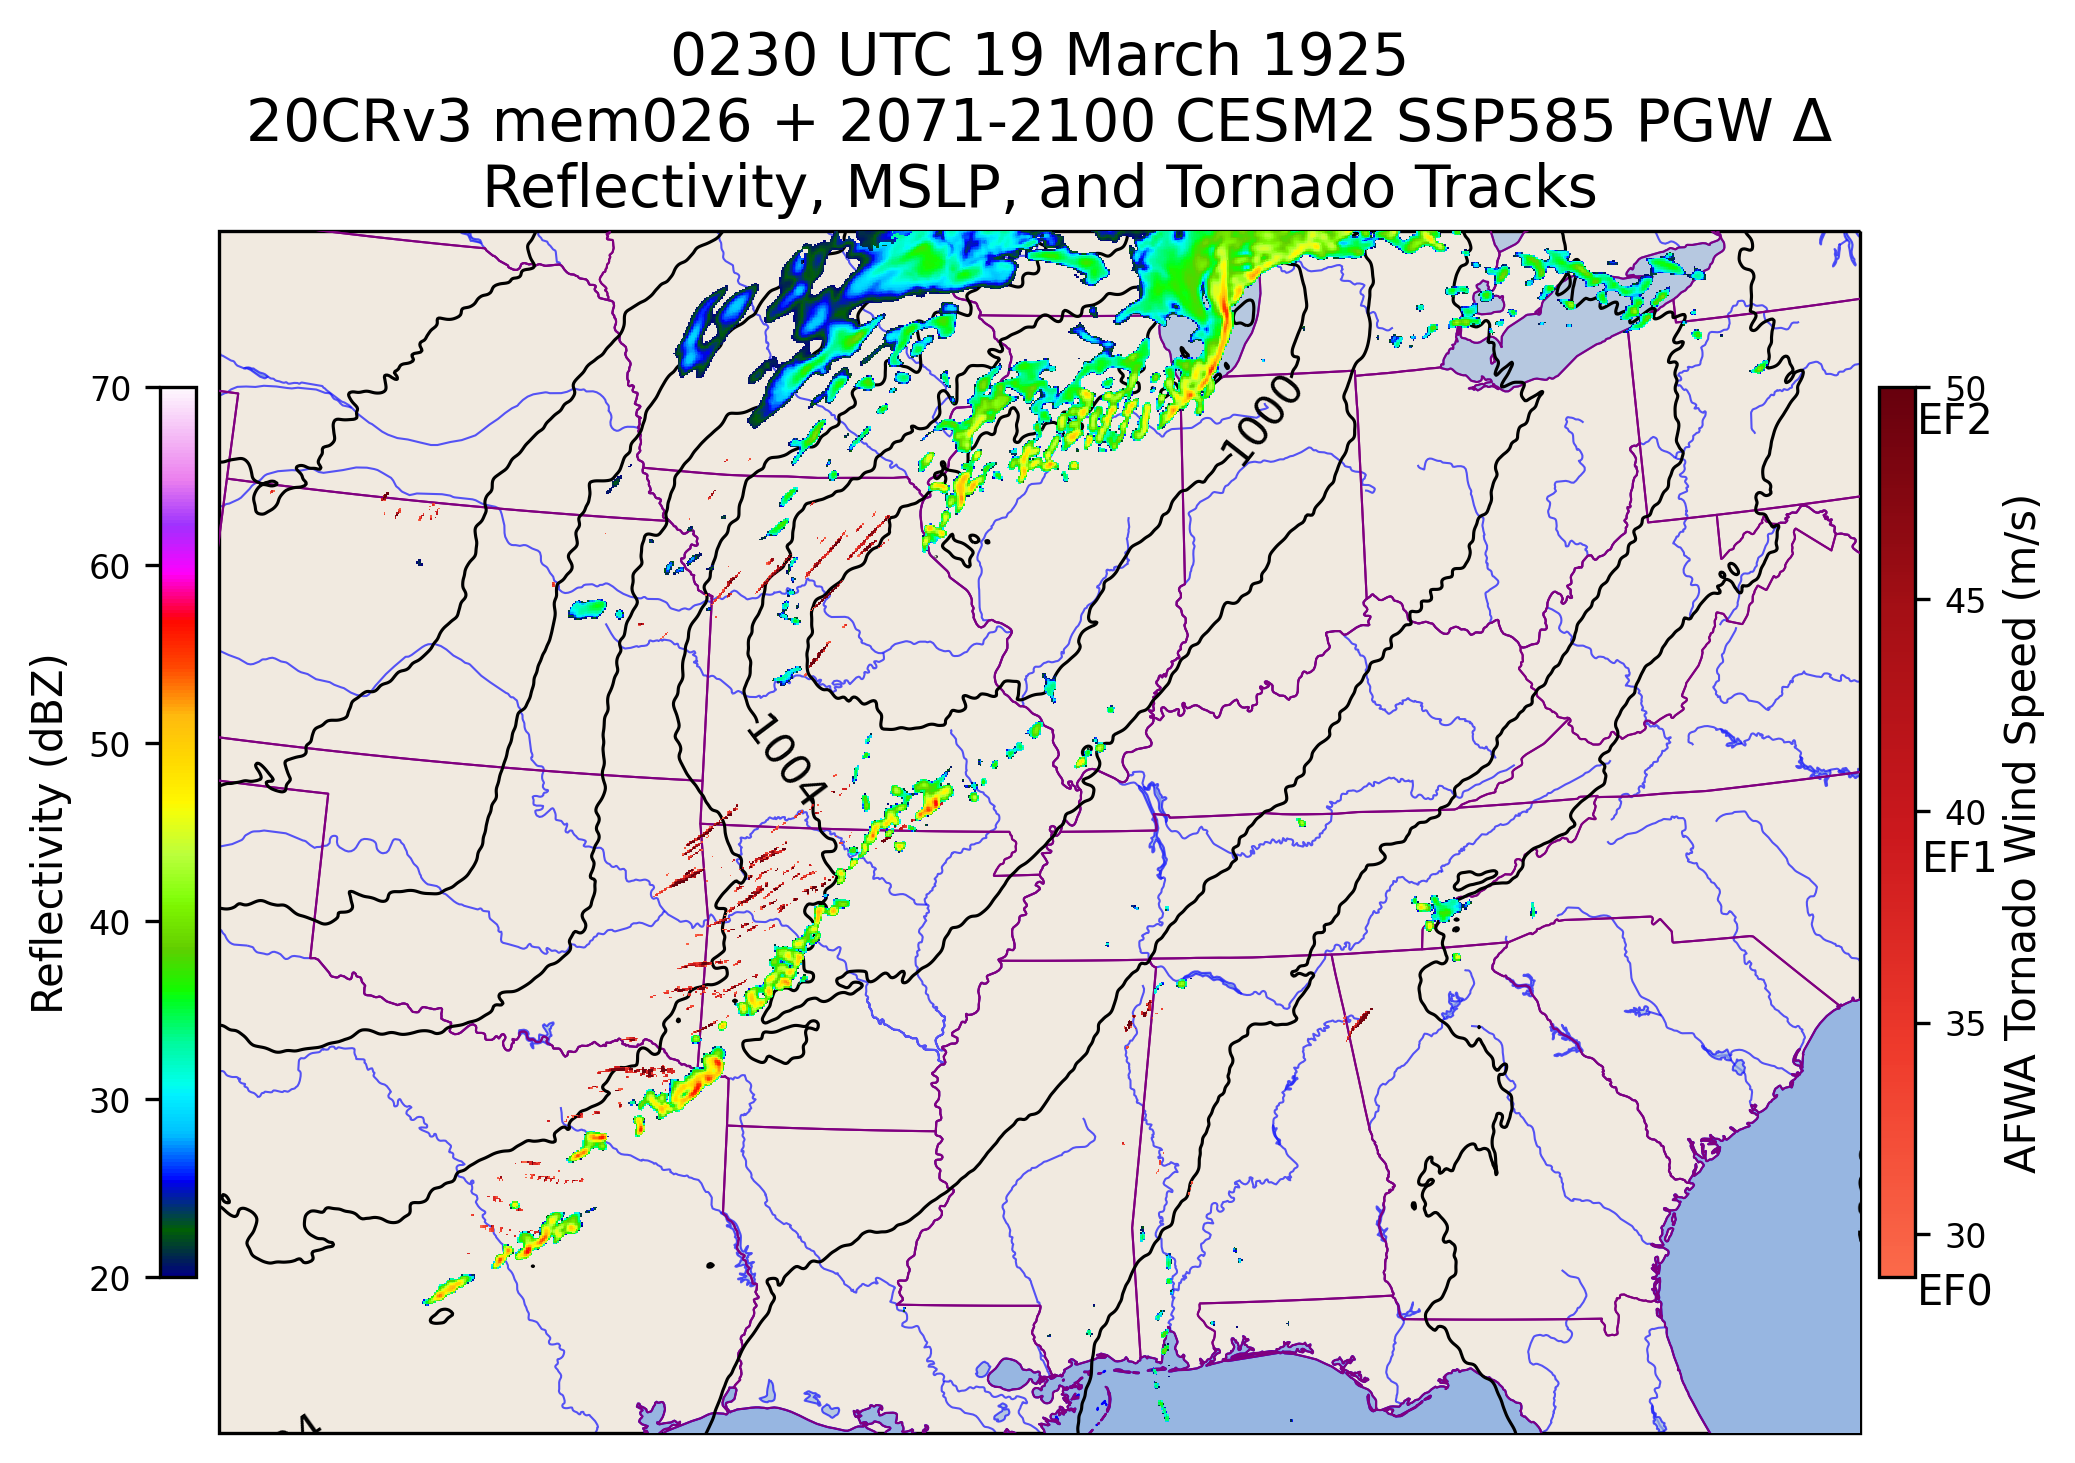 0230 UTC 19 March 1925
20CRv3 mem026 + 2071-2100 CESM2 SSP585 PGW Δ
Reflectivity, MSLP, and Tornado Tracks
70
60
50
40
30
20
Reflectivity (dBZ)
1000
1004
50
EF2
45
40
EF1
35
30
EF0
AFWA Tornado Wind Speed (m/s)